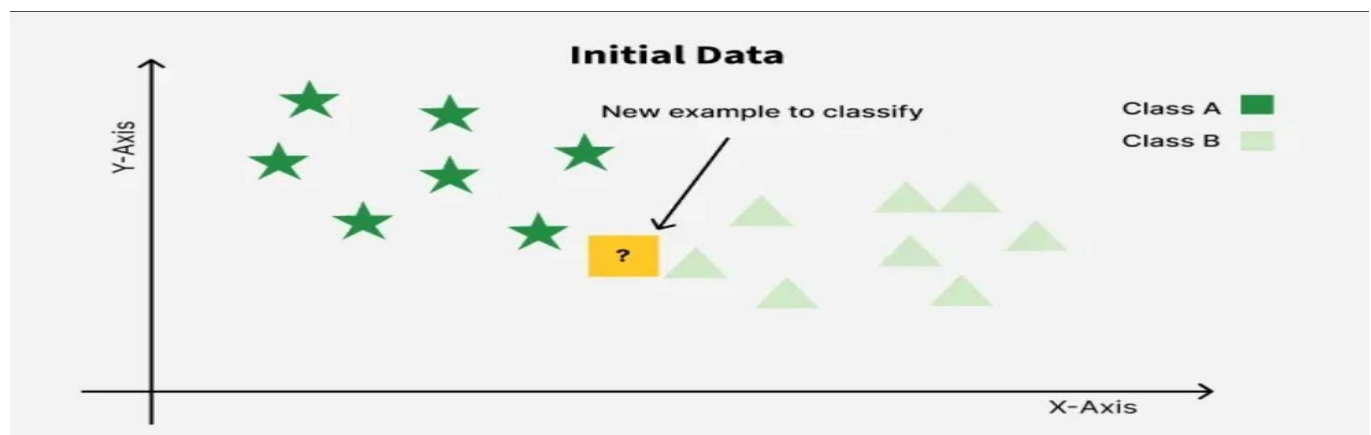 Initial Data
New example to classify
Class A
Class B
Y-Axis
?
X-Axis